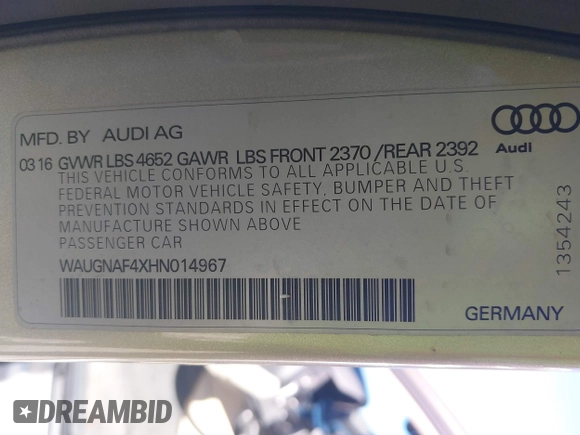 MFD. BY AUDI AG
03 16 GVWR LBS 4652 GAWR LBS FRONT 2370 /REAR 2392
THIS VEHICLE CONFORMS TO ALL APPLICABLE U.S.
FEDERAL MOTOR VEHICLE SAFETY, BUMPER AND THEFT
PREVENTION STANDARDS IN EFFECT ON THE DATE OF
MANUFACTURE SHOWN ABOVE
PASSENGER CAR
WAUGNAF4XHN014967
Audi
1354243
GERMANY
DREAMBID